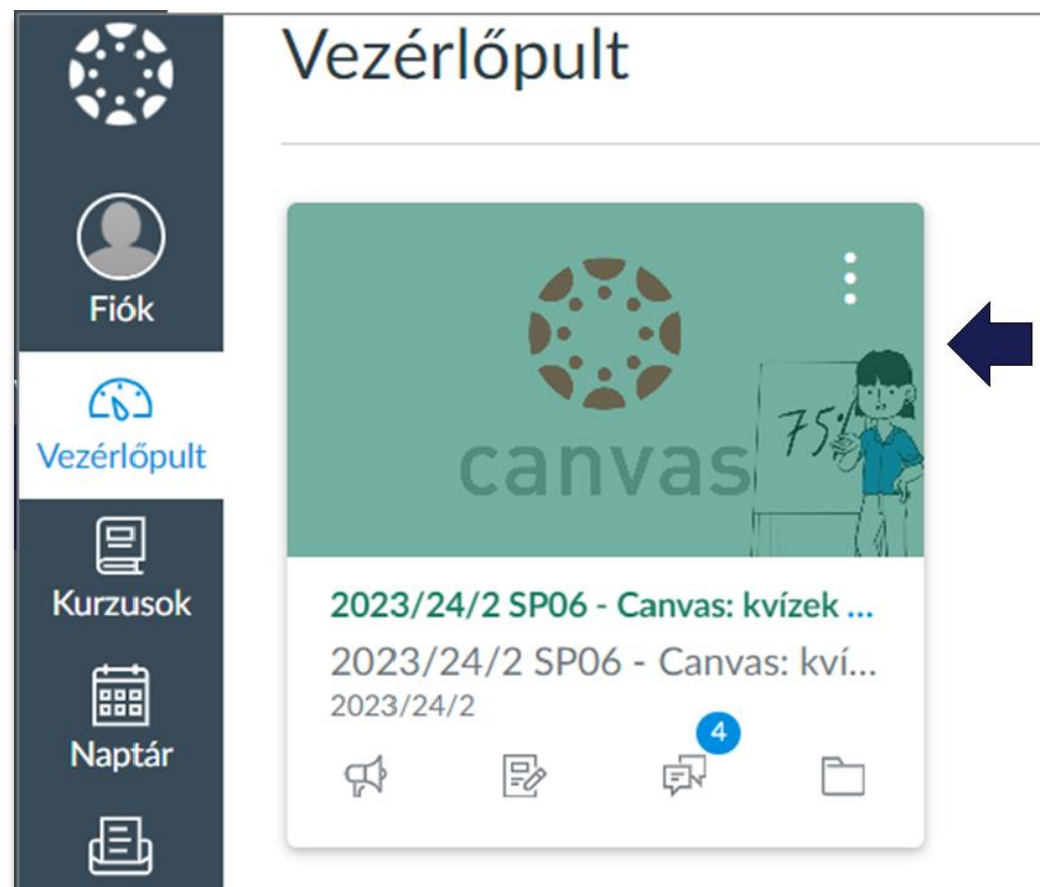 Vezérlőpult
Fiók
Vezérlőpult
Kurzusok
Naptár
canvas
75%
2023/24/2 SP06 - Canvas: kvízek ...
2023/24/2 SP06 - Canvas: kví...
2023/24/2
4